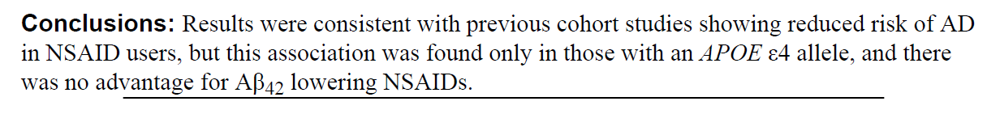 Conclusions: Results were consistent with previous cohort studies showing reduced risk of AD
in NSAID users, but this association was found only in those with an APOE ε4 allele, and there
was no advantage for Aβ42 lowering NSAIDs.